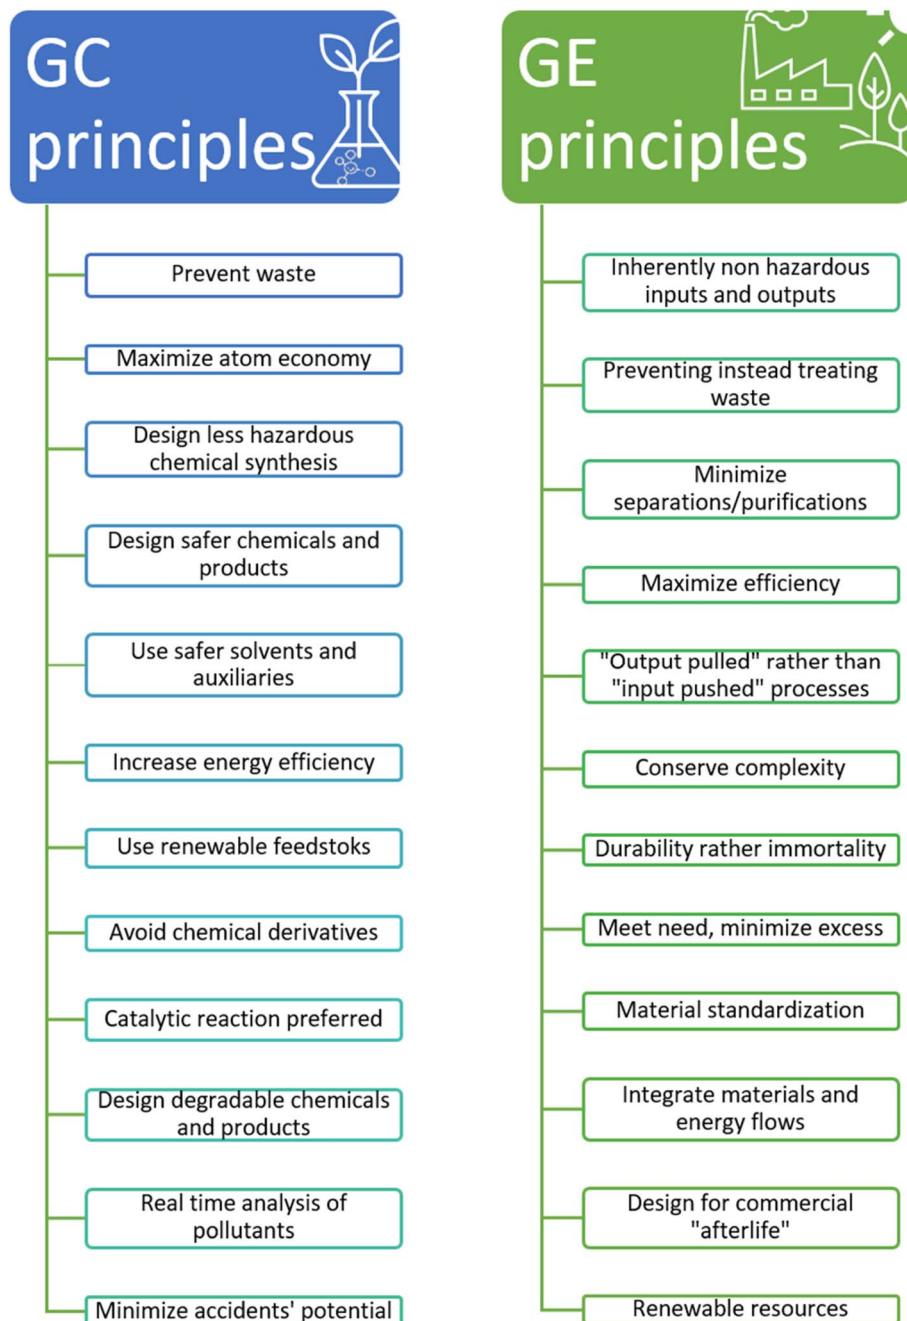 GC
principles
Prevent waste
Maximize atom economy
Design less hazardous
chemical synthesis
Design safer chemicals and
products
Use safer solvents and
auxiliaries
Increase energy efficiency
Use renewable feedstoks
Avoid chemical derivatives
Catalytic reaction preferred
Design degradable chemicals
and products
Real time analysis of
pollutants
Minimize accidents' potential
GE
principles
Inherently non hazardous
inputs and outputs
Preventing instead treating
waste
Minimize
separations/purifications
Maximize efficiency
"Output pulled" rather than
"input pushed" processes
Conserve complexity
Durability rather immortality
Meet need, minimize excess
Material standardization
Integrate materials and
energy flows
Design for commercial
"afterlife"
Renewable resources